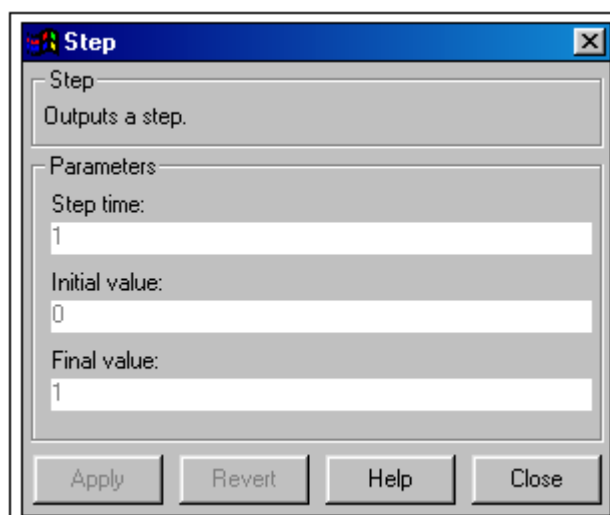 Step
Step
Outputs a step.
Parameters
Step time:
1
Initial value:
0
Final value:
1
Apply Revert Help Close